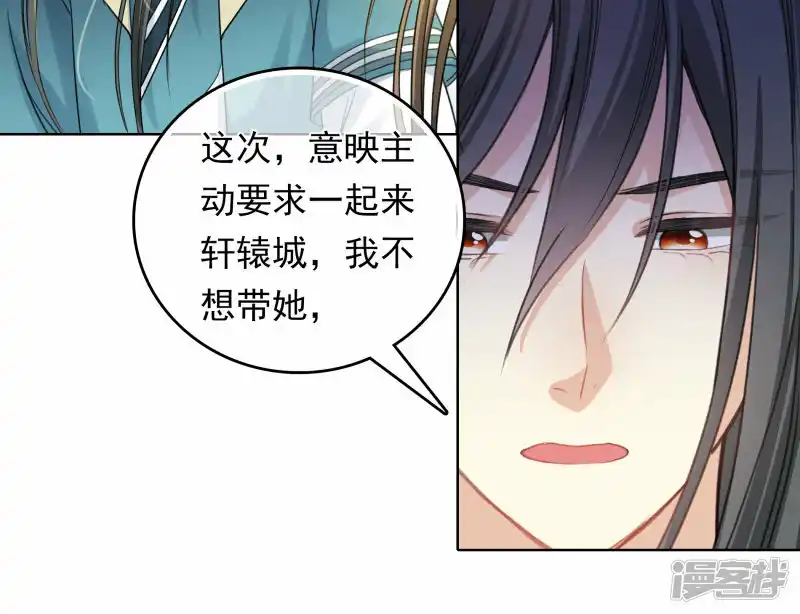 这次，意映主
动要求一起来
轩辕城，我不
想带她，
漫客栈